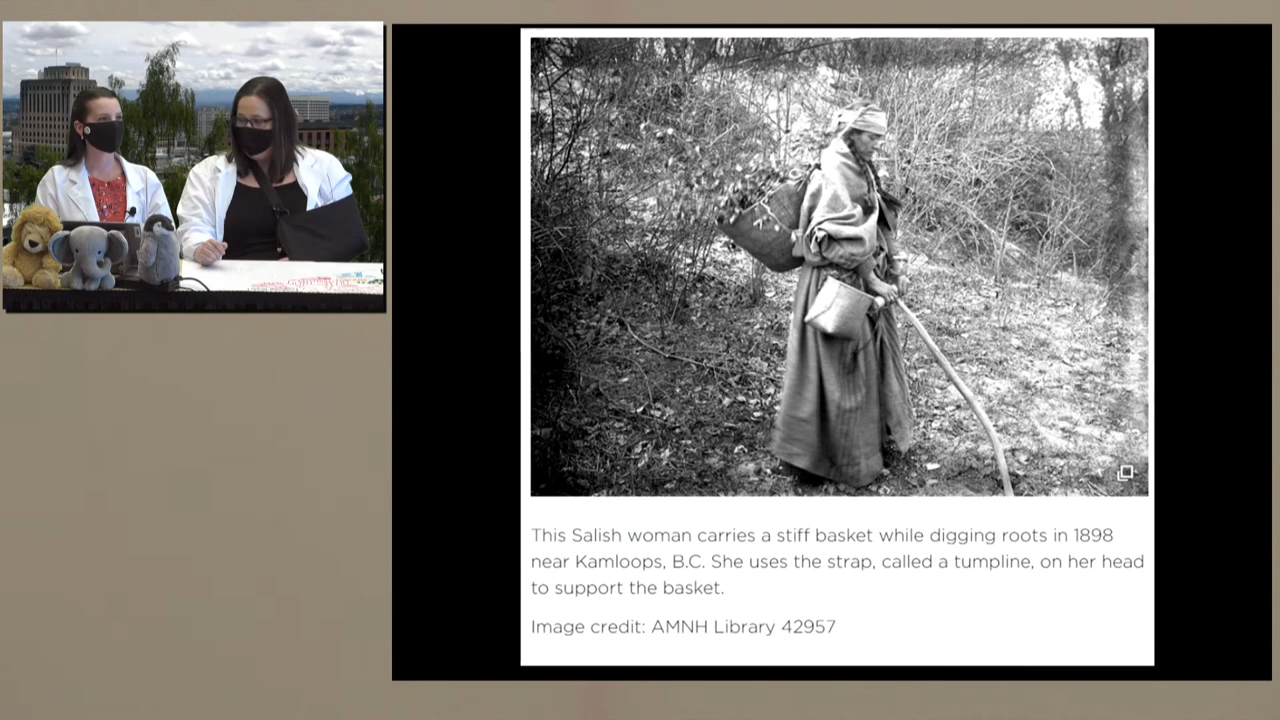 This Salish woman carries a stiff basket while digging roots in 1898
near Kamloops, B.C. She uses the strap, called a tumpline, on her head
to support the basket.
Image credit: AMNH Library 42957